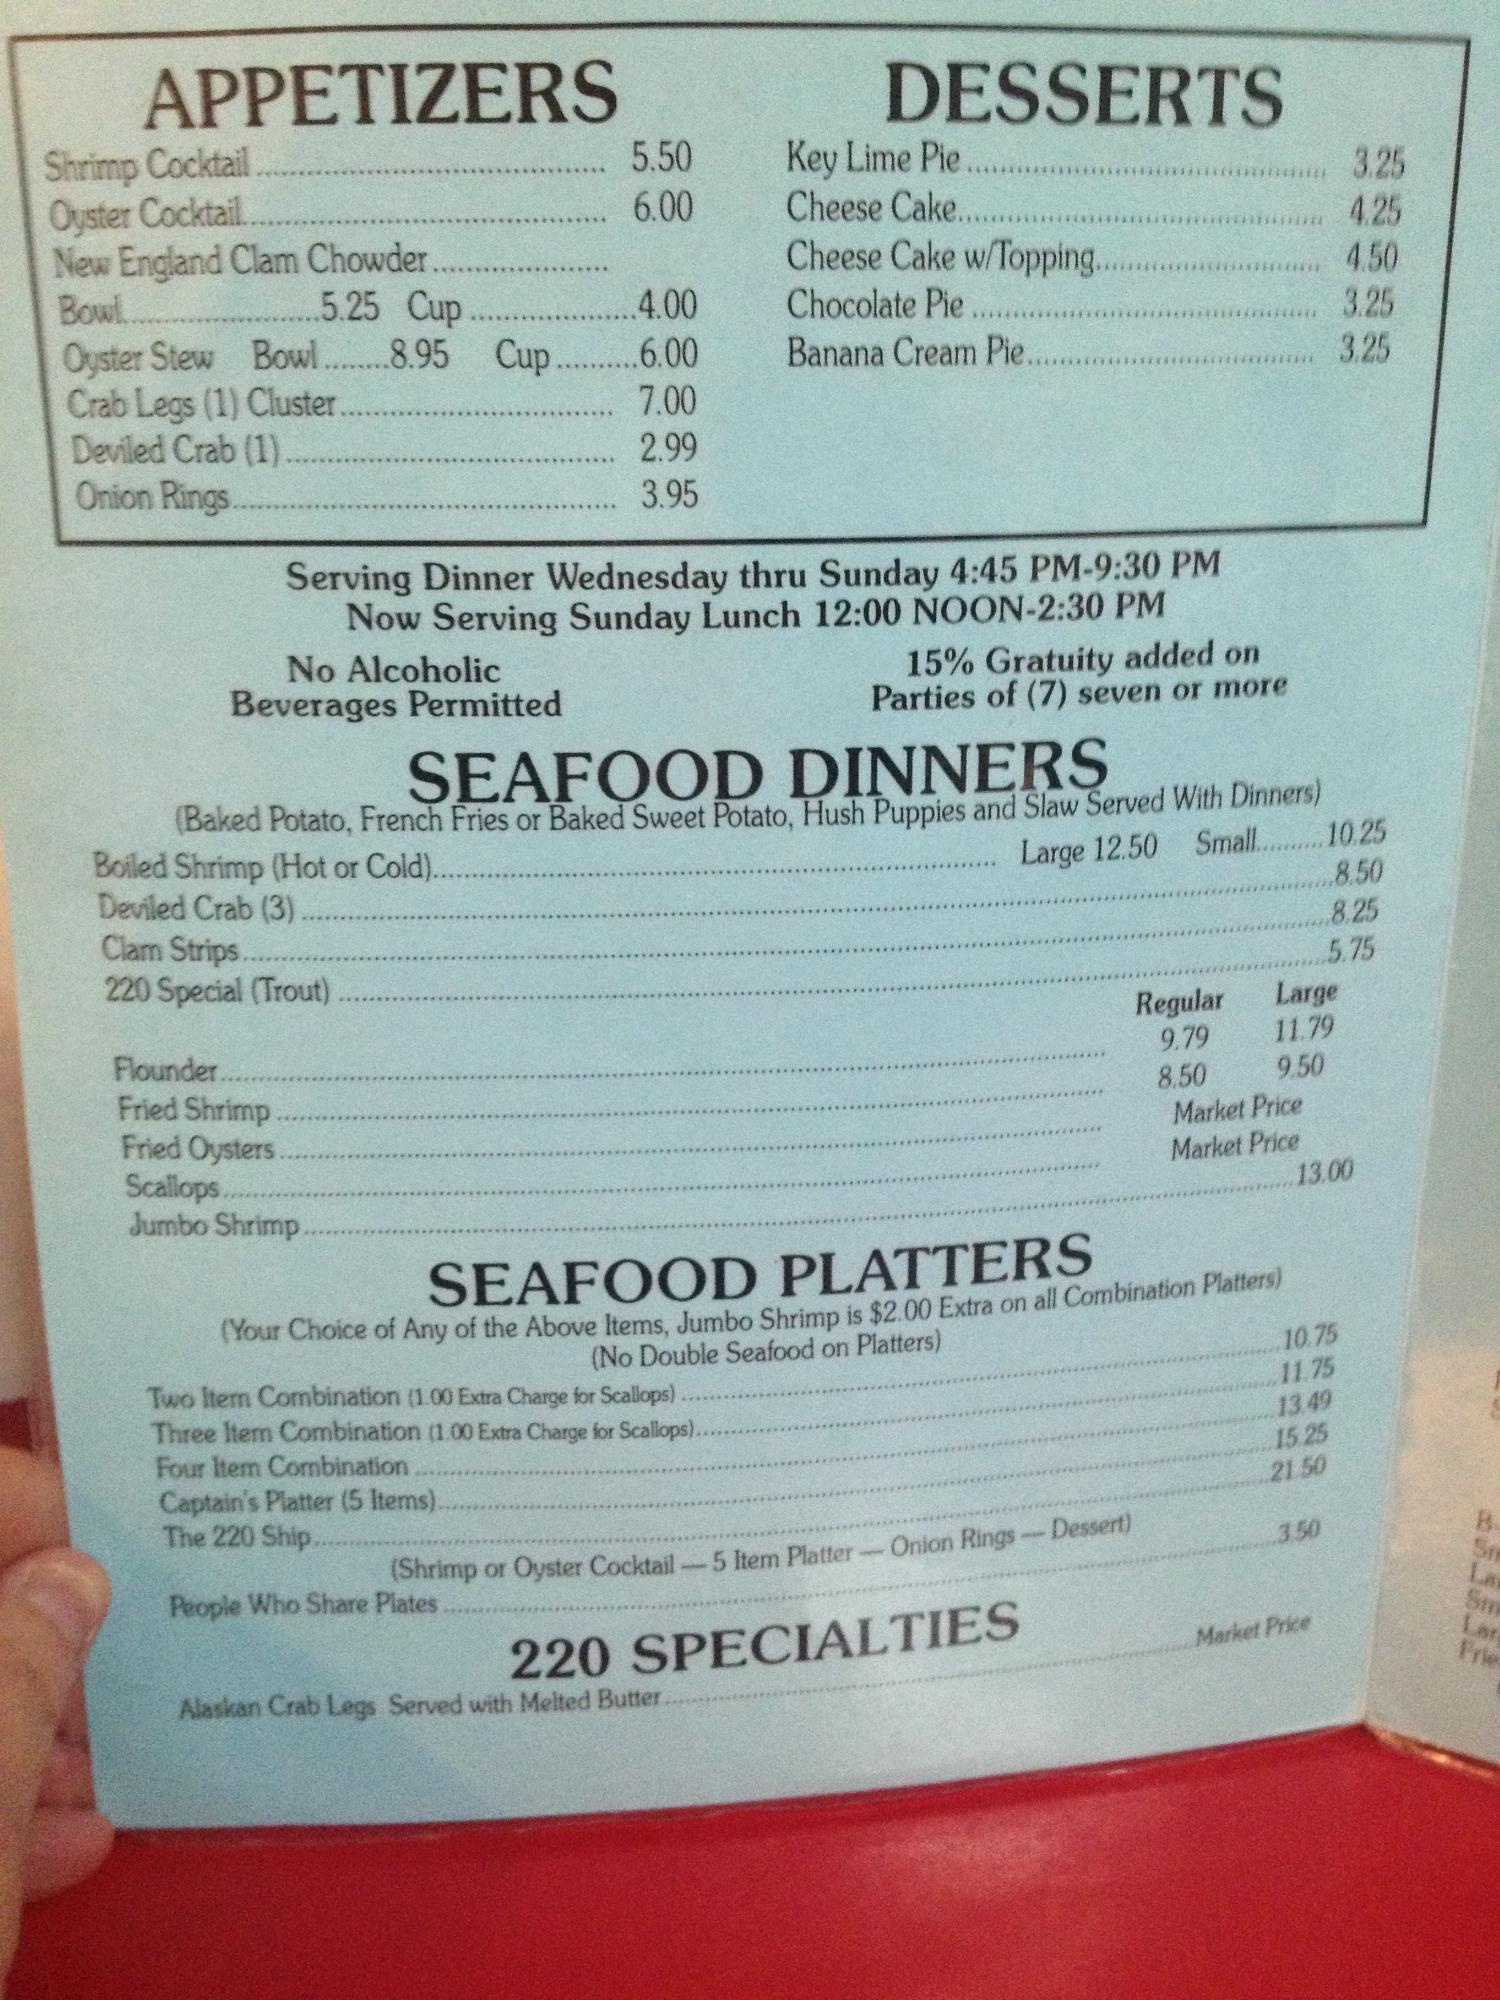 APPETIZERS
Shrimp Cocktail 5.50
Oyster Cocktail 6.00
New England Clam Chowder
Bowl 5.25 Cup 4.00
Oyster Stew Bowl 8.95 Cup 6.00
Crab Legs (1) Cluster 7.00
Deviled Crab (1) 2.99
Onion Rings 3.95
DESSERTS
Key Lime Pie 3.25
Cheese Cake 4.25
Cheese Cake w/Topping 4.50
Chocolate Pie 3.25
Banana Cream Pie 3.25
Serving Dinner Wednesday thru Sunday 4:45 PM-9:30 PM
Now Serving Sunday Lunch 12:00 NOON-2:30 PM
No Alcoholic
Beverages Permitted
15% Gratuity added on
Parties of (7) seven or more
SEAFOOD DINNERS
(Baked Potato, French Fries or Baked Sweet Potato, Hush Puppies and Slaw Served With Dinners)
Boiled Shrimp (Hot or Cold) Large 12.50 Small 10.25
Deviled Crab (3) 8.50
Clam Strips 8.25
220 Special (Trout) 5.75
Regular Large
Flounder 9.79 11.79
Fried Shrimp 8.50 9.50
Fried Oysters Market Price
Scallops Market Price
Jumbo Shrimp 13.00
SEAFOOD PLATTERS
(Your Choice of Any of the Above Items, Jumbo Shrimp is $2.00 Extra on all Combination Platters)
(No Double Seafood on Platters)
Two Item Combination (1.00 Extra Charge for Scallops) 10.75
Three Item Combination (1.00 Extra Charge for Scallops) 11.75
Four Item Combination 13.49
Captain's Platter (5 Items) 15.25
The 220 Ship 21.50
(Shrimp or Oyster Cocktail — 5 Item Platter — Onion Rings — Dessert)
People Who Share Plates 3.50
220 SPECIALTIES
Alaskan Crab Legs Served with Melted Butter Market Price